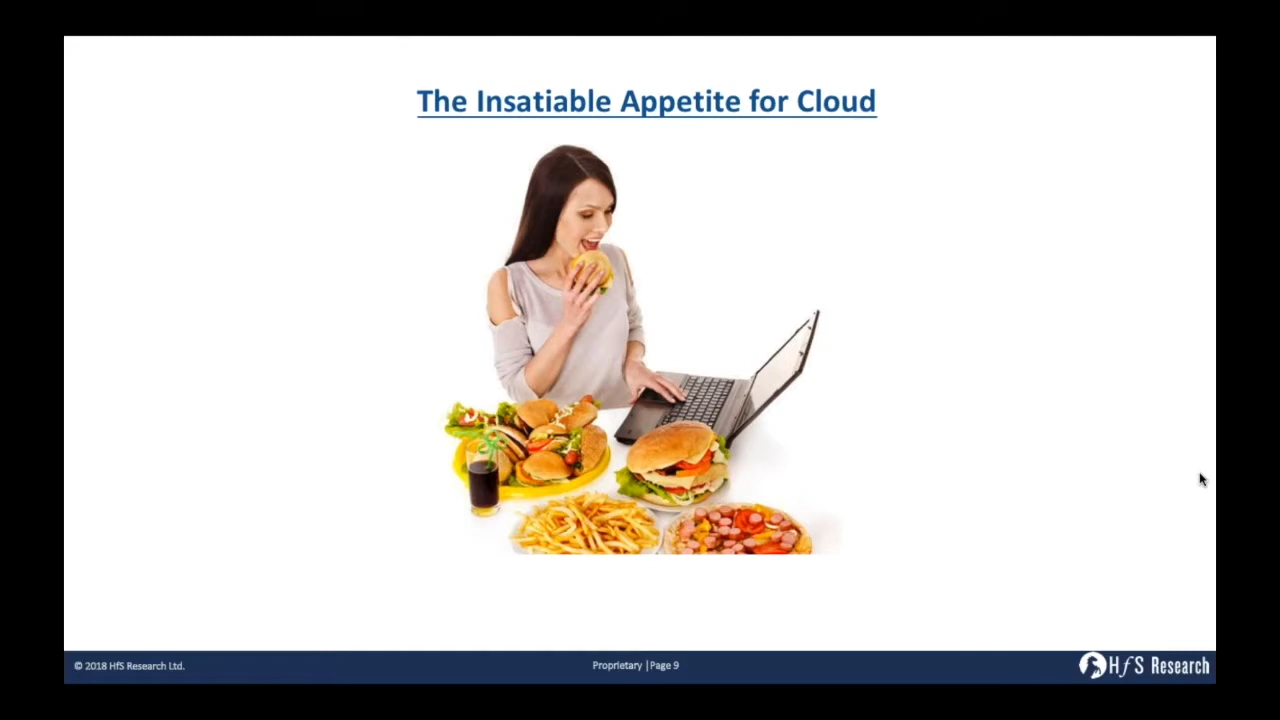 The Insatiable Appetite for Cloud
© 2018 HfS Research Ltd.
Proprietary |Page 9
HfS Research